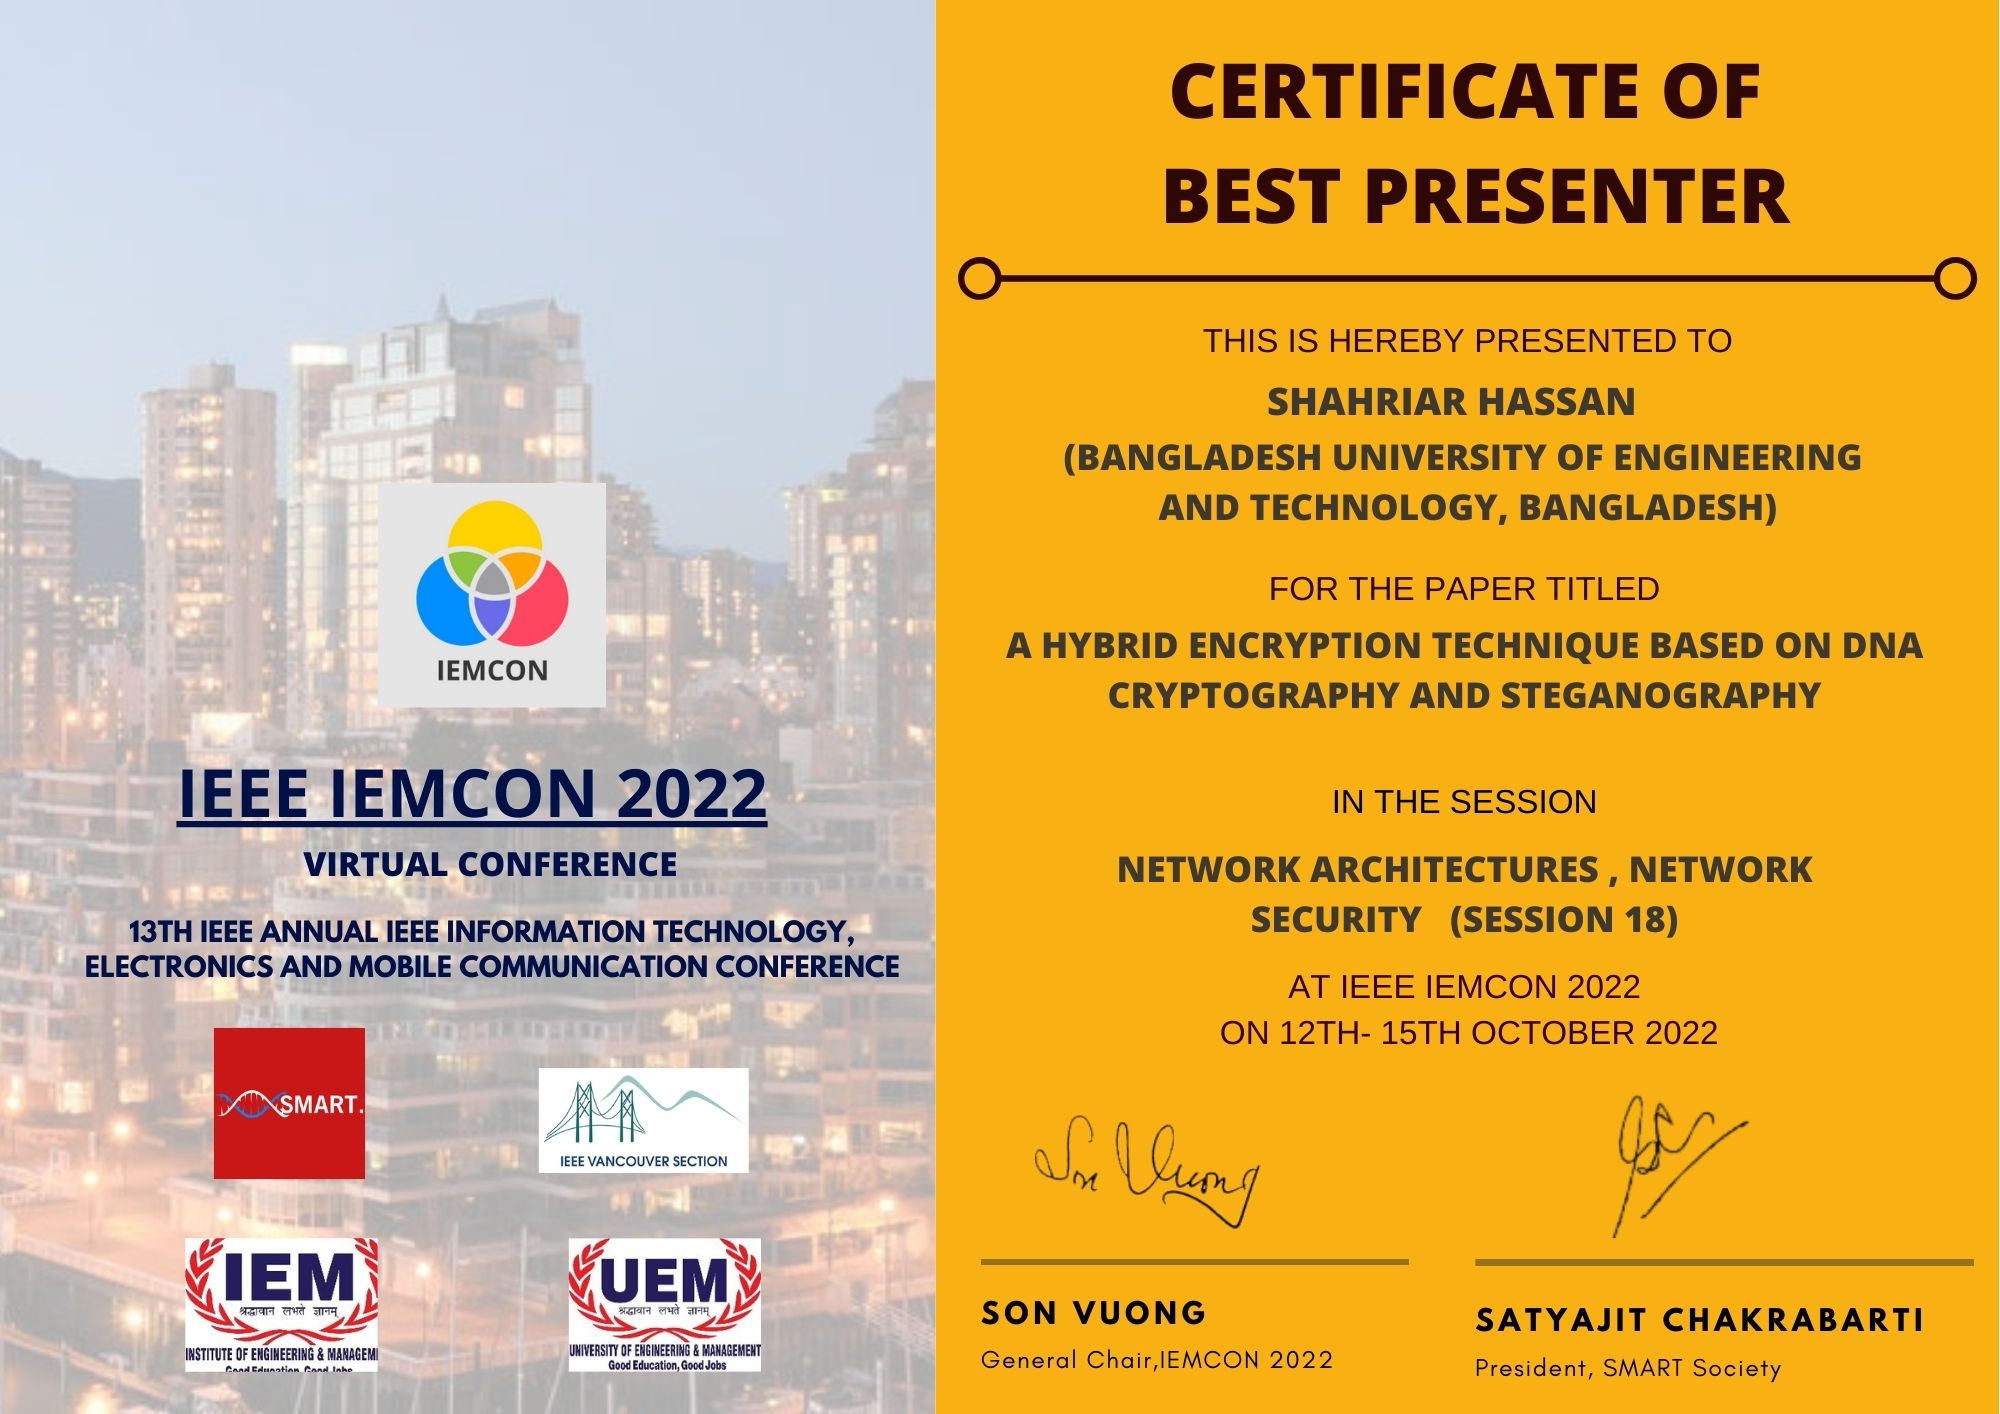 IEMCON
IEEE IEMCON 2022
VIRTUAL CONFERENCE
13TH IEEE ANNUAL IEEE INFORMATION TECHNOLOGY,
ELECTRONICS AND MOBILE COMMUNICATION CONFERENCE
SMART.
IEEE VANCOUVER SECTION
IEM
श्रद्धावान लभते ज्ञानम्
INSTITUTE OF ENGINEERING & MANAGEM
Good Education, Good Jobs
UEM
श्रद्धावान लभते ज्ञानम्
UNIVERSITY OF ENGINEERING & MANAGEMENT
Good Education, Good Jobs
CERTIFICATE OF
BEST PRESENTER
THIS IS HEREBY PRESENTED TO
SHAHRIAR HASSAN
(BANGLADESH UNIVERSITY OF ENGINEERING
AND TECHNOLOGY, BANGLADESH)
FOR THE PAPER TITLED
A HYBRID ENCRYPTION TECHNIQUE BASED ON DNA
CRYPTOGRAPHY AND STEGANOGRAPHY
IN THE SESSION
NETWORK ARCHITECTURES , NETWORK
SECURITY (SESSION 18)
AT IEEE IEMCON 2022
ON 12TH- 15TH OCTOBER 2022
Son Vuong
SON VUONG
General Chair,IEMCON 2022
SATYAJIT CHAKRABARTI
President, SMART Society